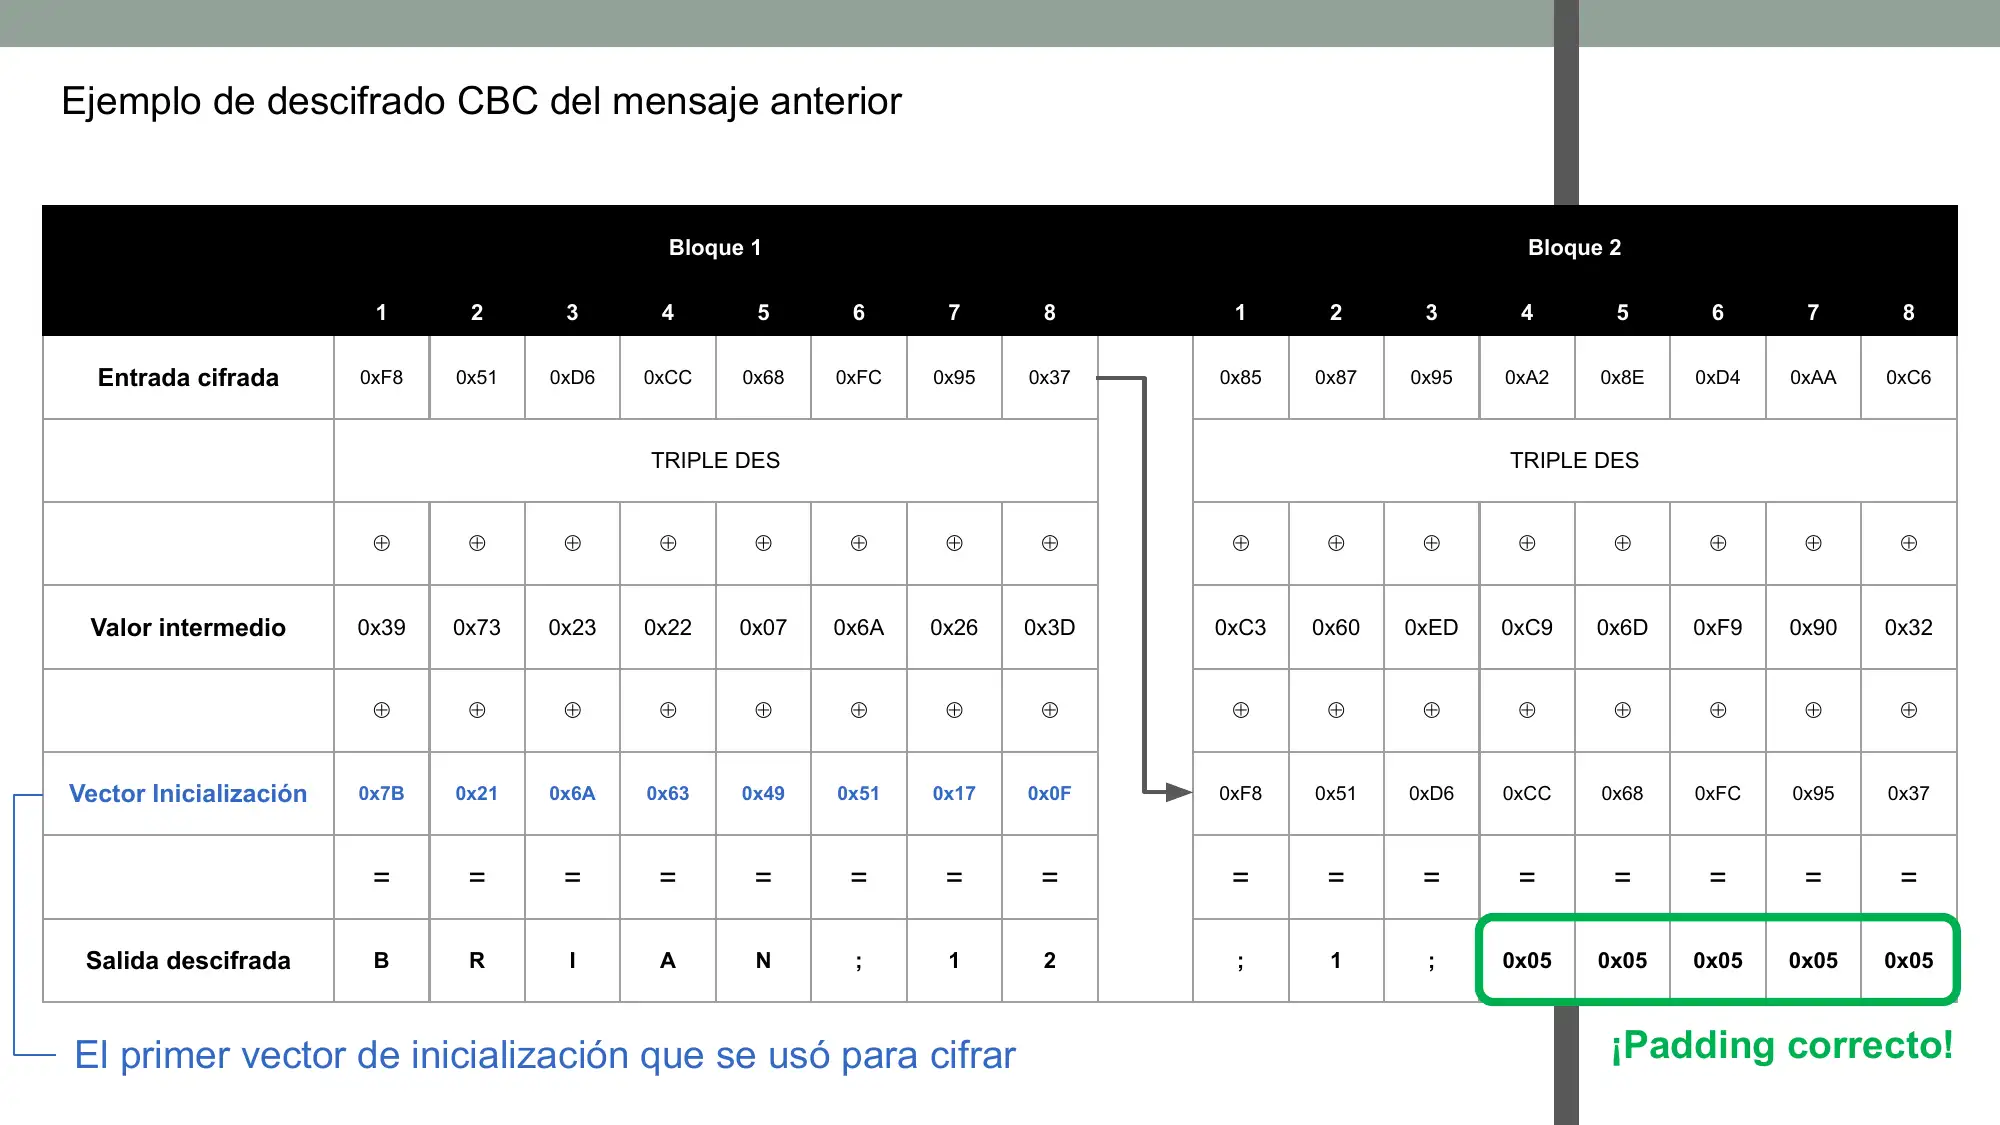 Ejemplo de descifrado CBC del mensaje anterior
Bloque 1 Bloque 2
1 2 3 4 5 6 7 8 1 2 3 4 5 6 7 8
Entrada cifrada 0xF8 0x51 0xD6 0xCC 0x68 0xFC 0x95 0x37 0x85 0x87 0x95 0xA2 0x8E 0xD4 0xAA 0xC6
TRIPLE DES TRIPLE DES
⊕ ⊕ ⊕ ⊕ ⊕ ⊕ ⊕ ⊕ ⊕ ⊕ ⊕ ⊕ ⊕ ⊕ ⊕ ⊕
Valor intermedio 0x39 0x73 0x23 0x22 0x07 0x6A 0x26 0x3D 0xC3 0x60 0xED 0xC9 0x6D 0xF9 0x90 0x32
⊕ ⊕ ⊕ ⊕ ⊕ ⊕ ⊕ ⊕ ⊕ ⊕ ⊕ ⊕ ⊕ ⊕ ⊕ ⊕
Vector Inicialización 0x7B 0x21 0x6A 0x63 0x49 0x51 0x17 0x0F 0xF8 0x51 0xD6 0xCC 0x68 0xFC 0x95 0x37
= = = = = = = = = = = = = = = =
Salida descifrada B R I A N ; 1 2 ; 1 ; 0x05 0x05 0x05 0x05 0x05
El primer vector de inicialización que se usó para cifrar
¡Padding correcto!